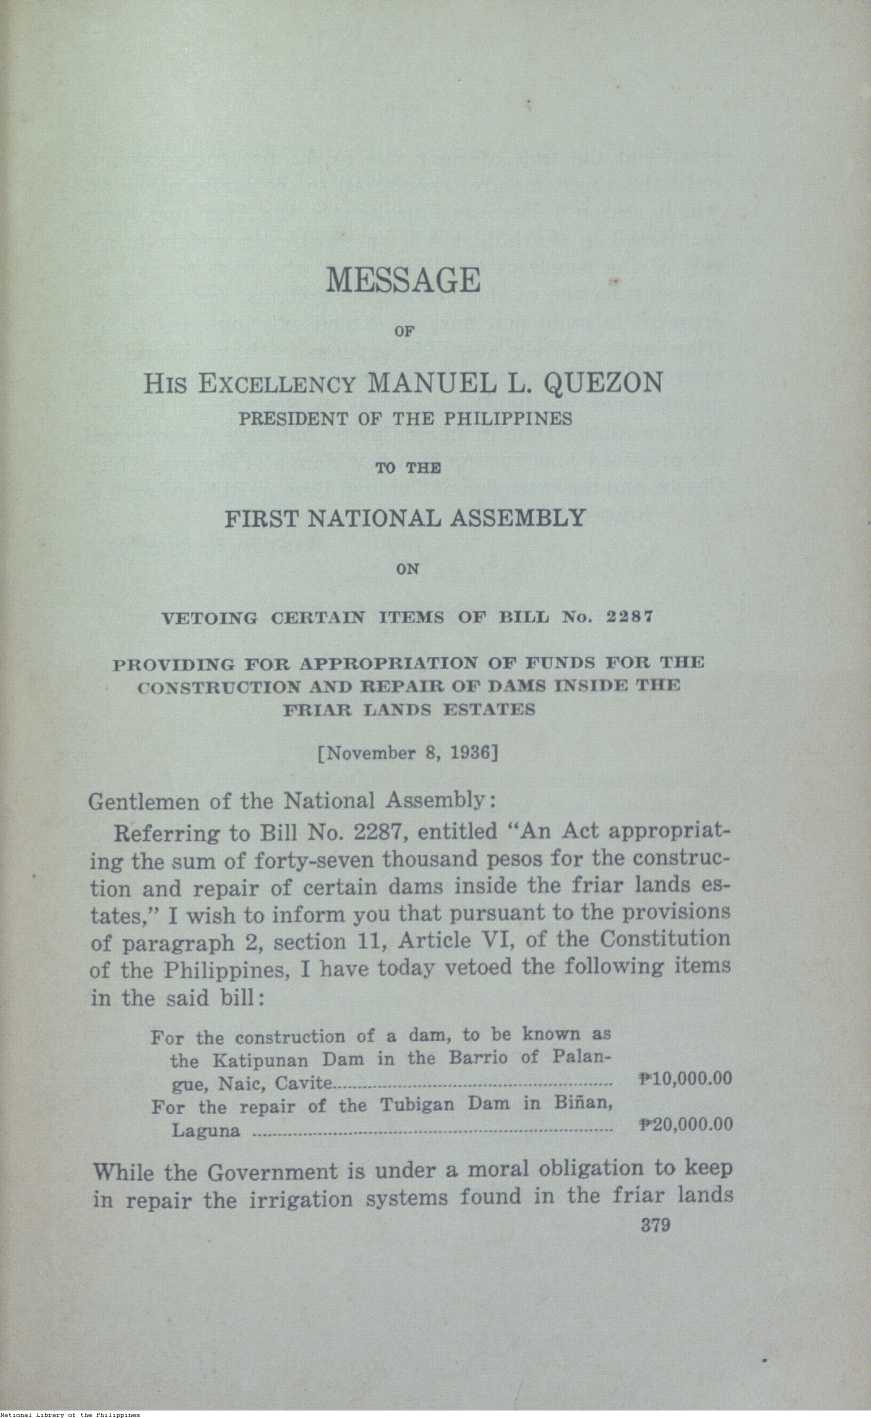 MESSAGE
OF
HIS EXCELLENCY MANUEL L. QUEZON
PRESIDENT OF THE PHILIPPINES
TO THE
FIRST NATIONAL ASSEMBLY
ON
VETOING CERTAIN ITEMS OF BILL No. 2287
PROVIDING FOR APPROPRIATION OF FUNDS FOR THE
CONSTRUCTION AND REPAIR OF DAMS INSIDE THE
FRIAR LANDS ESTATES
[November 8, 1936]
Gentlemen of the National Assembly:
Referring to Bill No. 2287, entitled “An Act appropriat-
ing the sum of forty-seven thousand pesos for the construc-
tion and repair of certain dams inside the friar lands es-
tates,” I wish to inform you that pursuant to the provisions
of paragraph 2, section 11, Article VI, of the Constitution
of the Philippines, I have today vetoed the following items
in the said bill:
For the construction of a dam, to be known as
the Katipunan Dam in the Barrio of Palan-
gue, Naic, Cavite.................................................... ₱10,000.00
For the repair of the Tubigan Dam in Biñan,
Laguna .................................................................. ₱20,000.00
While the Government is under a moral obligation to keep
in repair the irrigation systems found in the friar lands
379
National Library of the Philippines